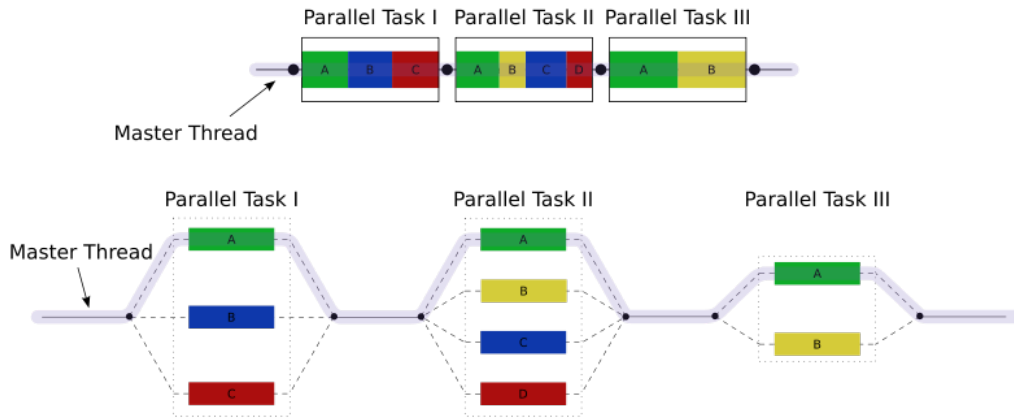 Parallel Task I
Parallel Task II
Parallel Task III
A B C
A B C D
A B
Master Thread
Parallel Task I
Parallel Task II
Parallel Task III
Master Thread
A
A
A
B
B
C
B
C
D